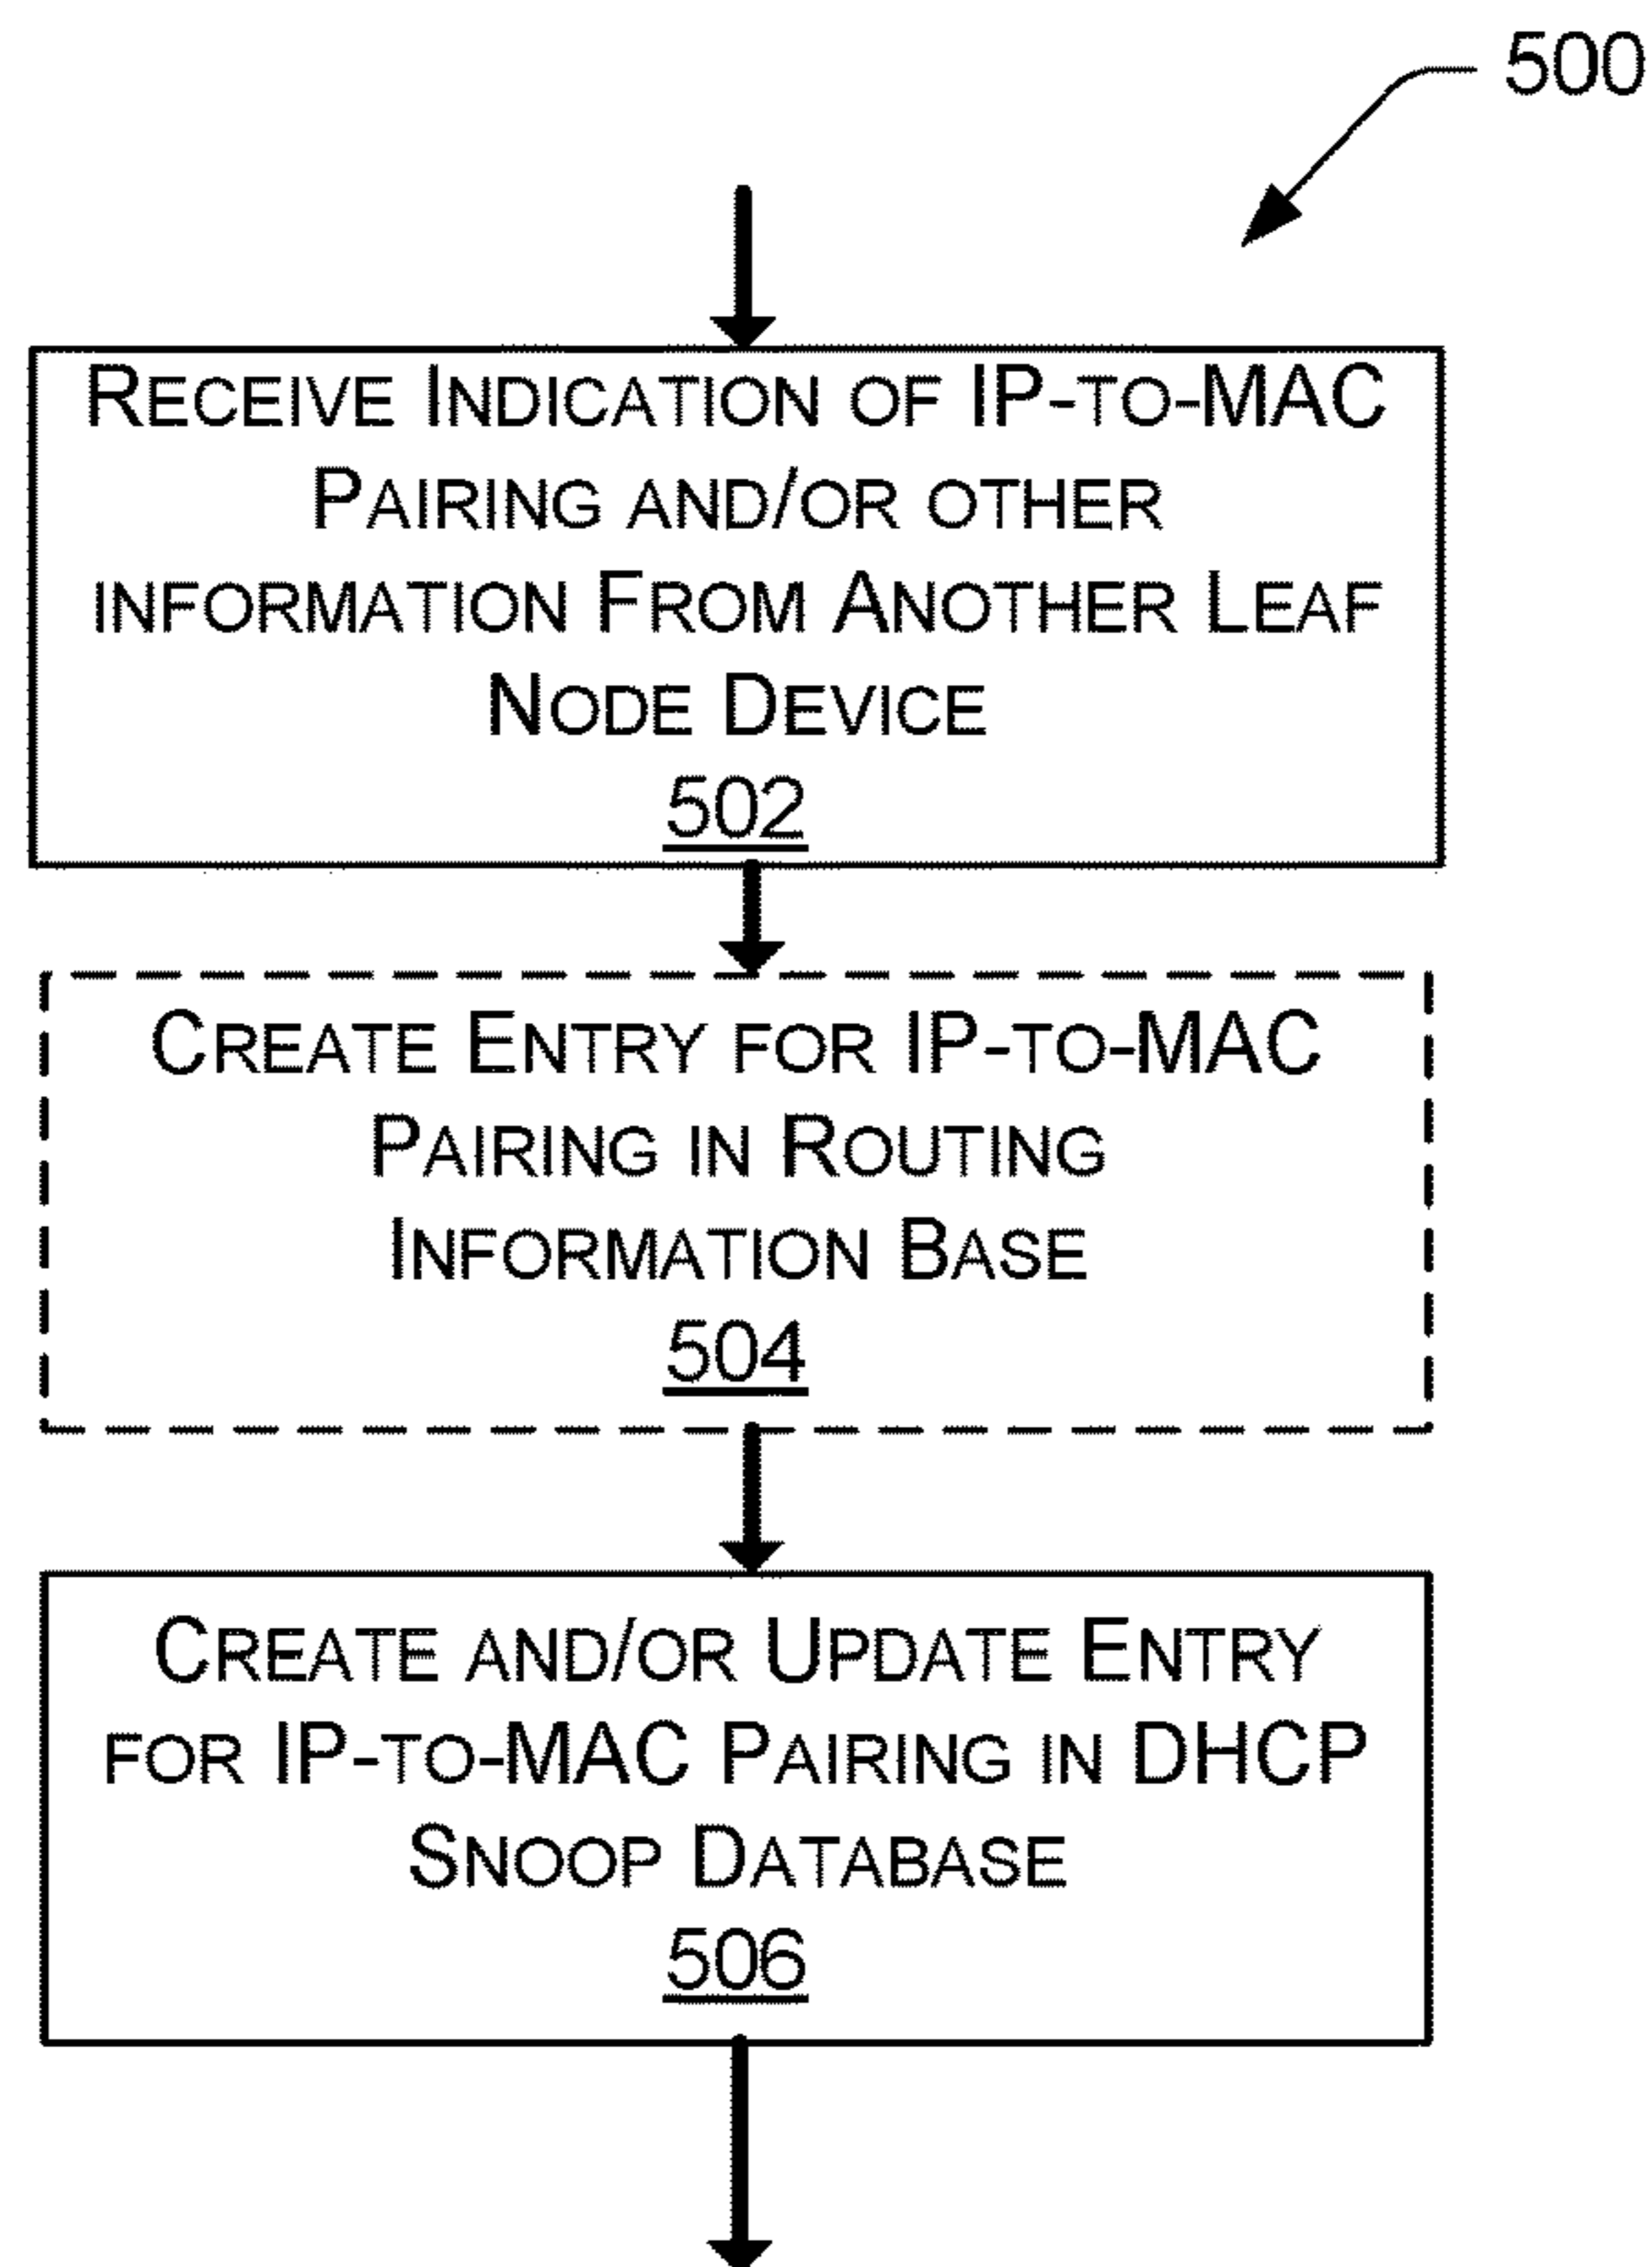 500
RECEIVE INDICATION OF IP-TO-MAC
PAIRING AND/OR OTHER
INFORMATION FROM ANOTHER LEAF
NODE DEVICE
502
CREATE ENTRY FOR IP-TO-MAC
PAIRING IN ROUTING
INFORMATION BASE
504
CREATE AND/OR UPDATE ENTRY
FOR IP-TO-MAC PAIRING IN DHCP
SNOOP DATABASE
506